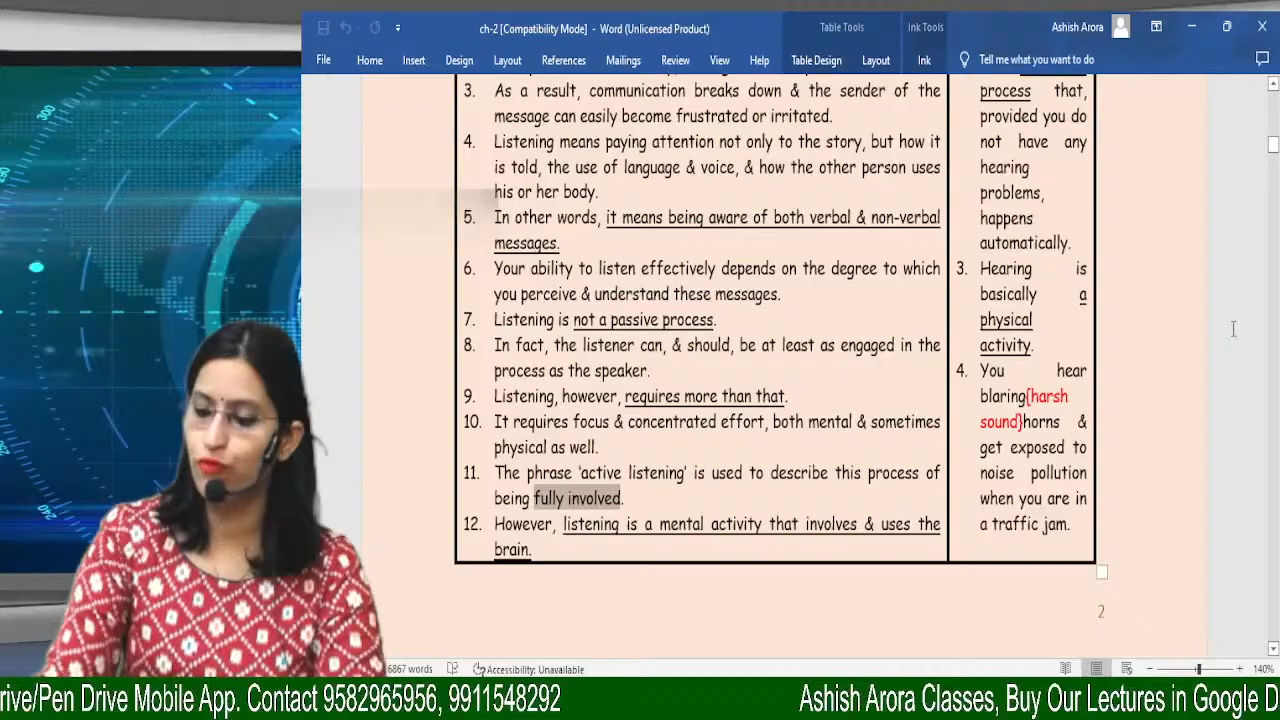 ch-2 [Compatibility Mode] - Word (Unlicensed Product)
Table Tools
Ink Tools
Ashish Arora
File Home Insert Design Layout References Mailings Review View Help Table Design Layout Ink Tell me what you want to do
3. As a result, communication breaks down & the sender of the
message can easily become frustrated or irritated.
4. Listening means paying attention not only to the story, but how it
is told, the use of language & voice, & how the other person uses
his or her body.
5. In other words, it means being aware of both verbal & non-verbal
messages.
6. Your ability to listen effectively depends on the degree to which
you perceive & understand these messages.
7. Listening is not a passive process.
8. In fact, the listener can, & should, be at least as engaged in the
process as the speaker.
9. Listening, however, requires more than that.
10. It requires focus & concentrated effort, both mental & sometimes
physical as well.
11. The phrase ‘active listening’ is used to describe this process of
being fully involved.
12. However, listening is a mental activity that involves & uses the
brain.
process that,
provided you do
not have any
hearing
problems,
happens
automatically.
3. Hearing is
basically a
physical
activity.
4. You hear
blaring{harsh
sound}horns &
get exposed to
noise pollution
when you are in
a traffic jam.
2
300
240
6867 words
Accessibility: Unavailable
140%
rive/Pen Drive Mobile App. Contact 9582965956, 9911548292
Ashish Arora Classes, Buy Our Lectures in Google D